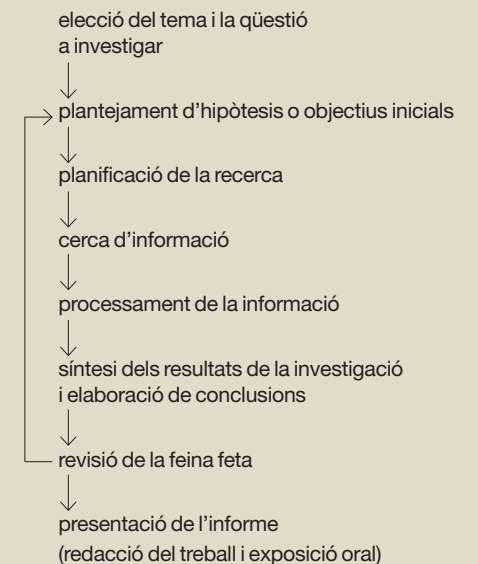 elecció del tema i la qüestió
a investigar
plantejament d’hipòtesis o objectius inicials
planificació de la recerca
cerca d’informació
processament de la informació
síntesi dels resultats de la investigació
i elaboració de conclusions
revisió de la feina feta
presentació de l’informe
(redacció del treball i exposició oral)